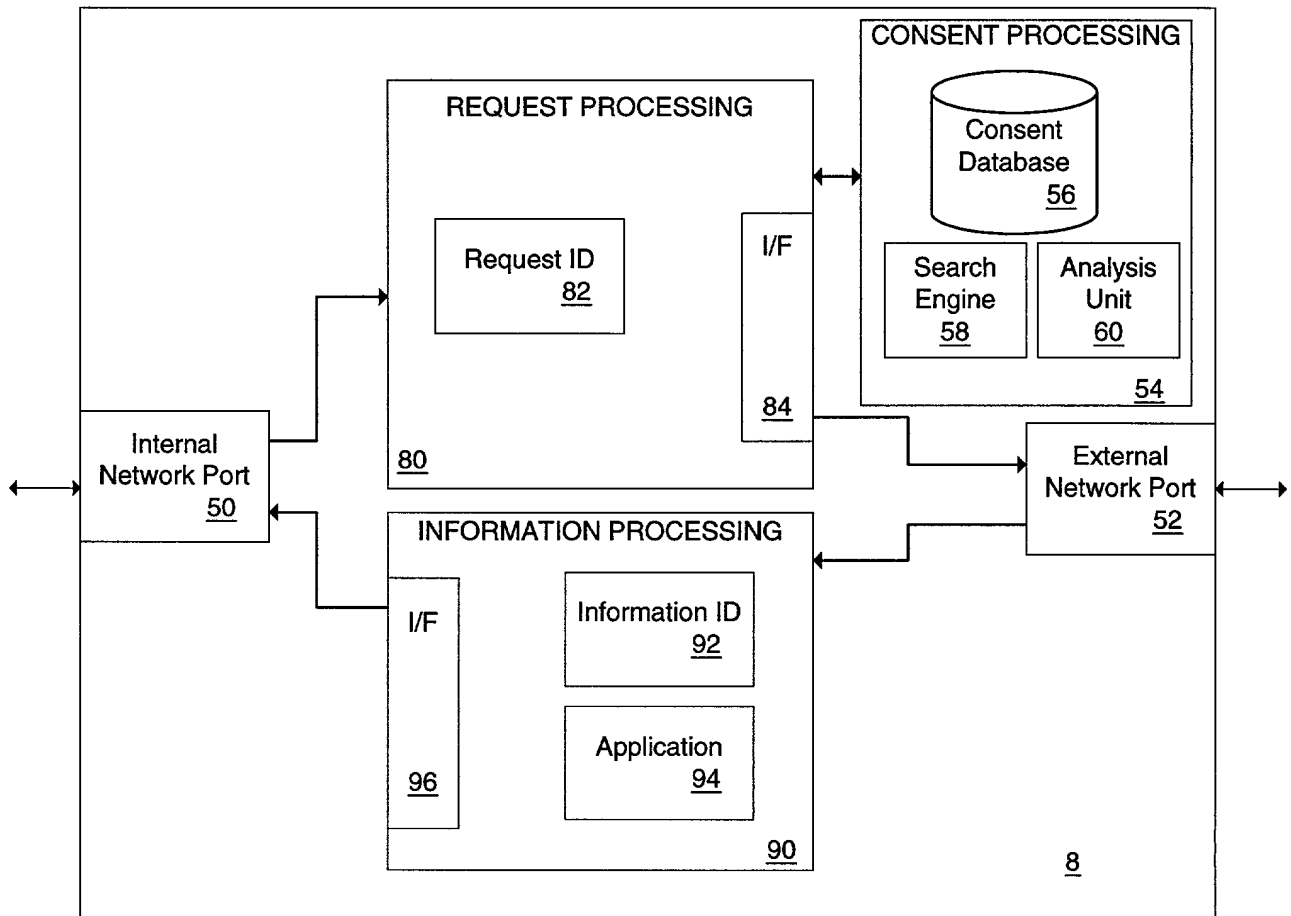 CONSENT PROCESSING
Consent
Database
56
Search
Engine
58
Analysis
Unit
60
54
REQUEST PROCESSING
Request ID
82
I/F
84
80
Internal
Network Port
50
External
Network Port
52
INFORMATION PROCESSING
I/F
96
Information ID
92
Application
94
90
8